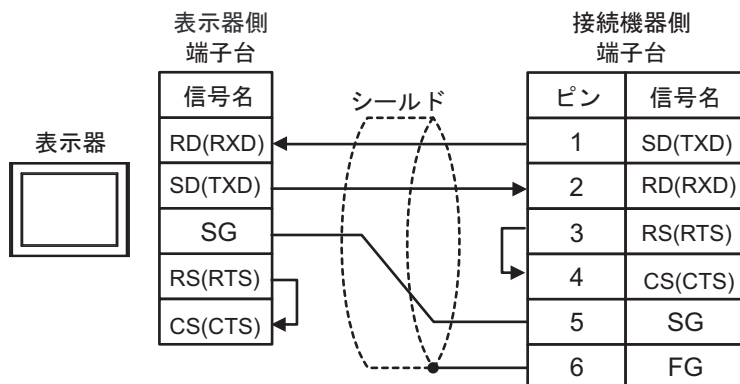 表示器側
端子台
接続機器側
端子台
表示器
シールド
信号名
RD(RXD)
SD(TXD)
SG
RS(RTS)
CS(CTS)
ピン 信号名
1 SD(TXD)
2 RD(RXD)
3 RS(RTS)
4 CS(CTS)
5 SG
6 FG